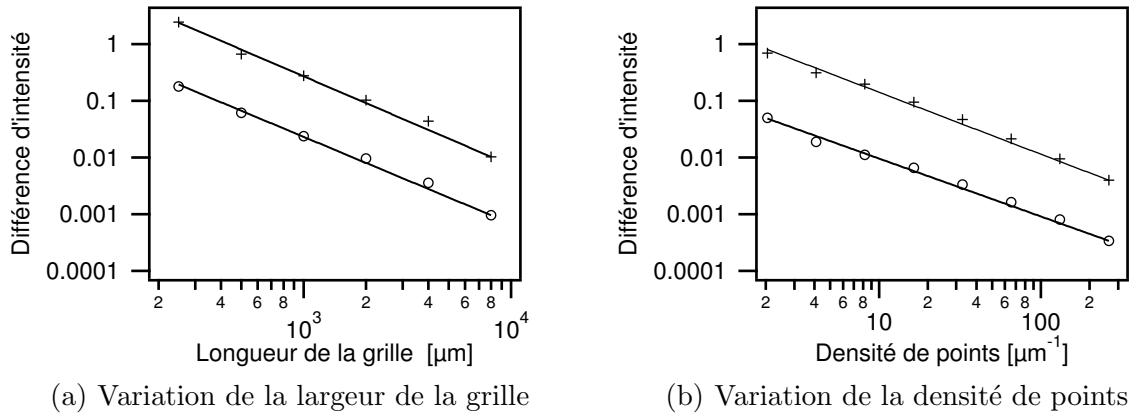 Différence d'intensité
1
0.1
0.01
0.001
0.0001
2 4 6 8 10³ 2 4 6 8 10⁴
Longueur de la grille [µm]
(a) Variation de la largeur de la grille
Différence d'intensité
1
0.1
0.01
0.001
0.0001
2 4 6 8 10 2 4 6 8 100 2
Densité de points [µm⁻¹]
(b) Variation de la densité de points